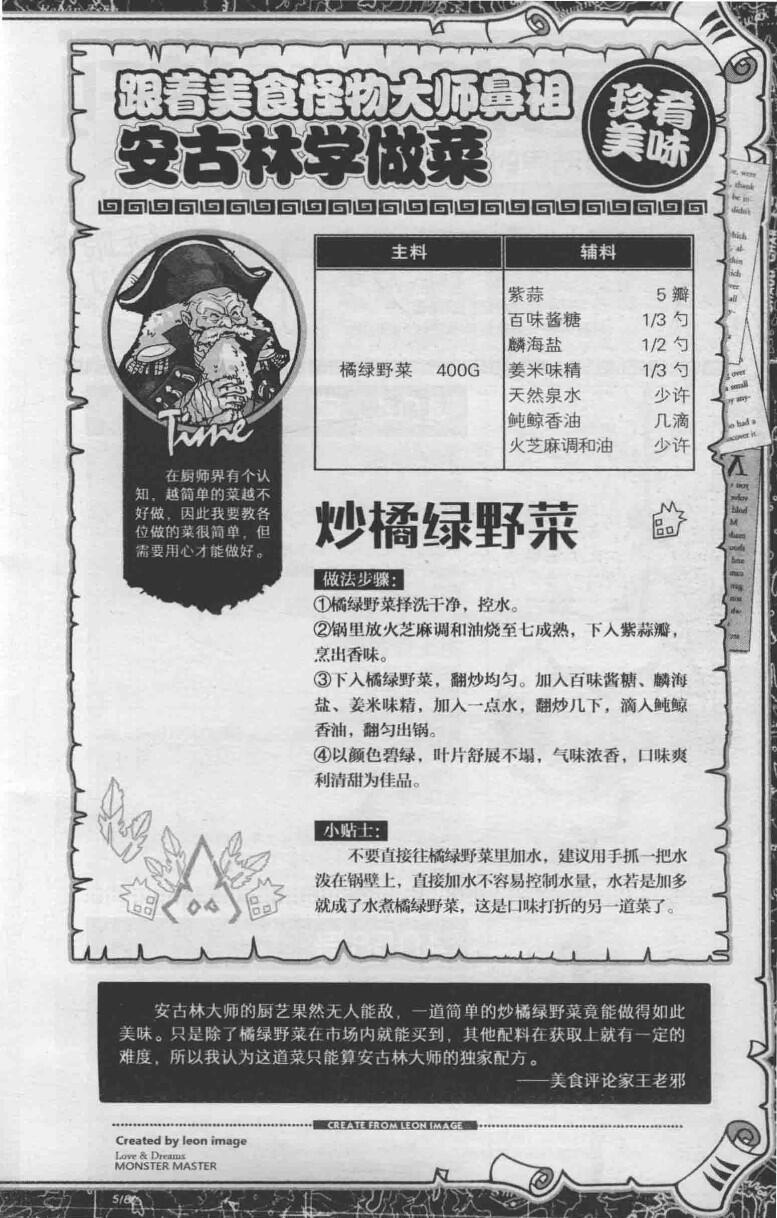 跟着美食怪物大师鼻祖
安古林学做菜
珍肴
美味
主料
辅料
橘绿野菜 400G
紫蒜 5 瓣
百味酱糖 1/3 勺
麟海盐 1/2 勺
姜米味精 1/3 勺
天然泉水 少许
鲀鲸香油 几滴
火芝麻调和油 少许
Time
在厨师界有个认
知，越简单的菜越不
好做，因此我要教各
位做的菜很简单，但
需要用心才能做好。
炒橘绿野菜
做法步骤：
①橘绿野菜择洗干净，控水。
②锅里放火芝麻调和油烧至七成熟，下入紫蒜瓣，
烹出香味。
③下入橘绿野菜，翻炒均匀。加入百味酱糖、麟海
盐、姜米味精，加入一点水，翻炒几下，滴入鲀鲸
香油，翻匀出锅。
④以颜色碧绿，叶片舒展不塌，气味浓香，口味爽
利清甜为佳品。
小贴士：
不要直接往橘绿野菜里加水，建议用手抓一把水
泼在锅壁上，直接加水不容易控制水量，水若是加多
就成了水煮橘绿野菜，这是口味打折的另一道菜了。
安古林大师的厨艺果然无人能敌，一道简单的炒橘绿野菜竟能做得如此
美味。只是除了橘绿野菜在市场内就能买到，其他配料在获取上就有一定的
难度，所以我认为这道菜只能算安古林大师的独家配方。
——美食评论家王老邪
CREATE FROM LEON IMAGE
Created by leon image
Love & Dreams
MONSTER MASTER